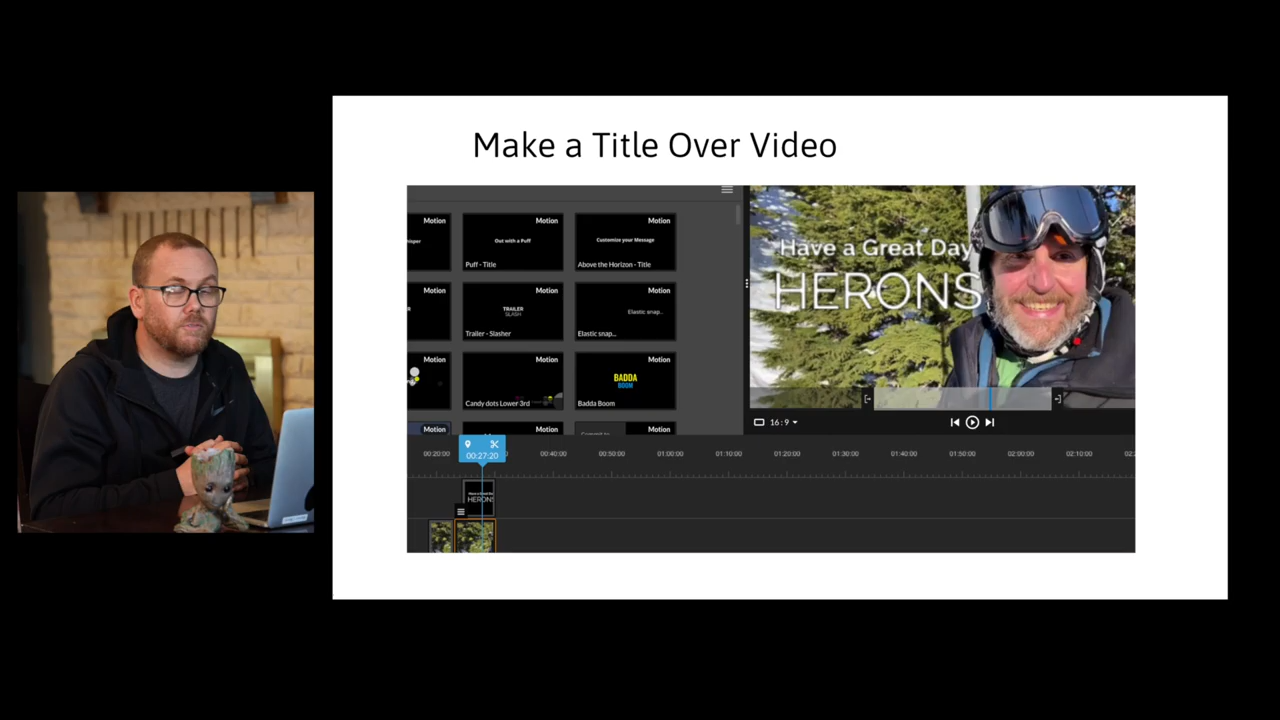 Make a Title Over Video
Motion
Motion
Motion
Out with a Puff
Customize your Message
Puff - Title
Above the Horizon - Title
Motion
Motion
Motion
TRAILER
SLASH
Elastic snap..
Trailer - Slasher
Elastic snap...
Motion
Motion
Motion
BADDA
BOOM
Candy dots Lower 3rd
Badda Boom
Motion
Motion
Motion
Have a Great Day
HERONS
16:9
00:27:20
00:20:00
00:40:00
00:50:00
01:00:00
01:10:00
01:20:00
01:30:00
01:40:00
01:50:00
02:00:00
02:10:00
HERONS